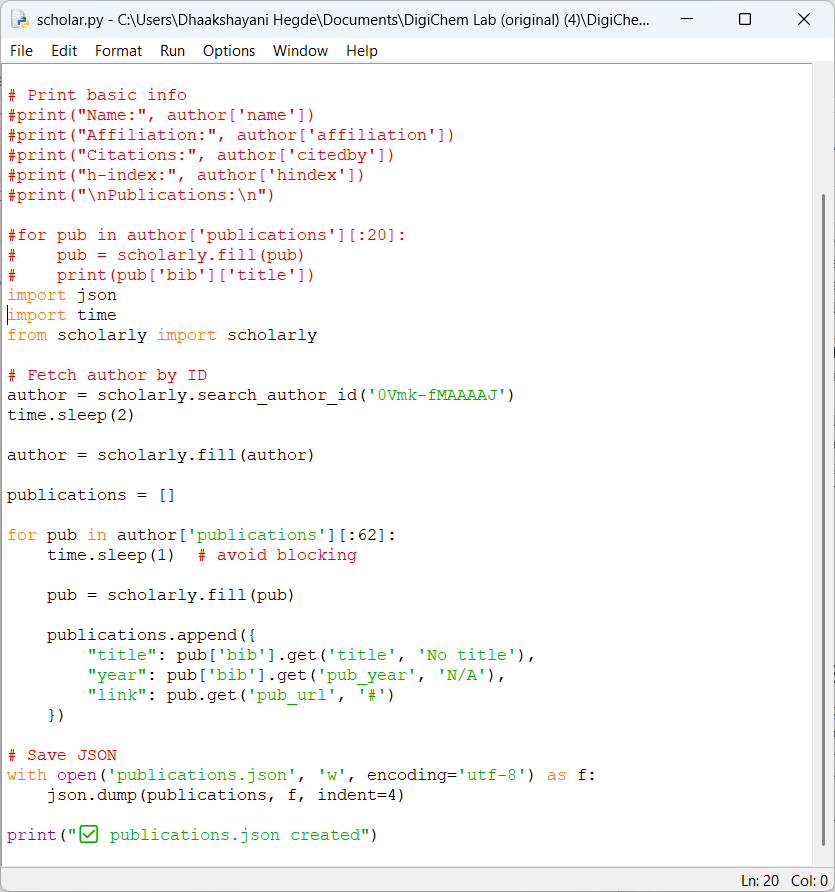 scholar.py - C:\Users\Dhaakshayani Hegde\Documents\DigiChem Lab (original) (4)\DigiChe...
File Edit Format Run Options Window Help
# Print basic info
#print("Name:", author['name'])
#print("Affiliation:", author['affiliation'])
#print("Citations:", author['citedby'])
#print("h-index:", author['hindex'])
#print("\nPublications:\n")

#for pub in author['publications'][:20]:
#    pub = scholarly.fill(pub)
#    print(pub['bib']['title'])
import json
import time
from scholarly import scholarly

# Fetch author by ID
author = scholarly.search_author_id('0Vmk-fMAAAAJ')
time.sleep(2)

author = scholarly.fill(author)

publications = []

for pub in author['publications'][:62]:
    time.sleep(1)  # avoid blocking

    pub = scholarly.fill(pub)

    publications.append({
        "title": pub['bib'].get('title', 'No title'),
        "year": pub['bib'].get('pub_year', 'N/A'),
        "link": pub.get('pub_url', '#')
    })

# Save JSON
with open('publications.json', 'w', encoding='utf-8') as f:
    json.dump(publications, f, indent=4)

print("✅ publications.json created")
Ln: 20 Col: 0